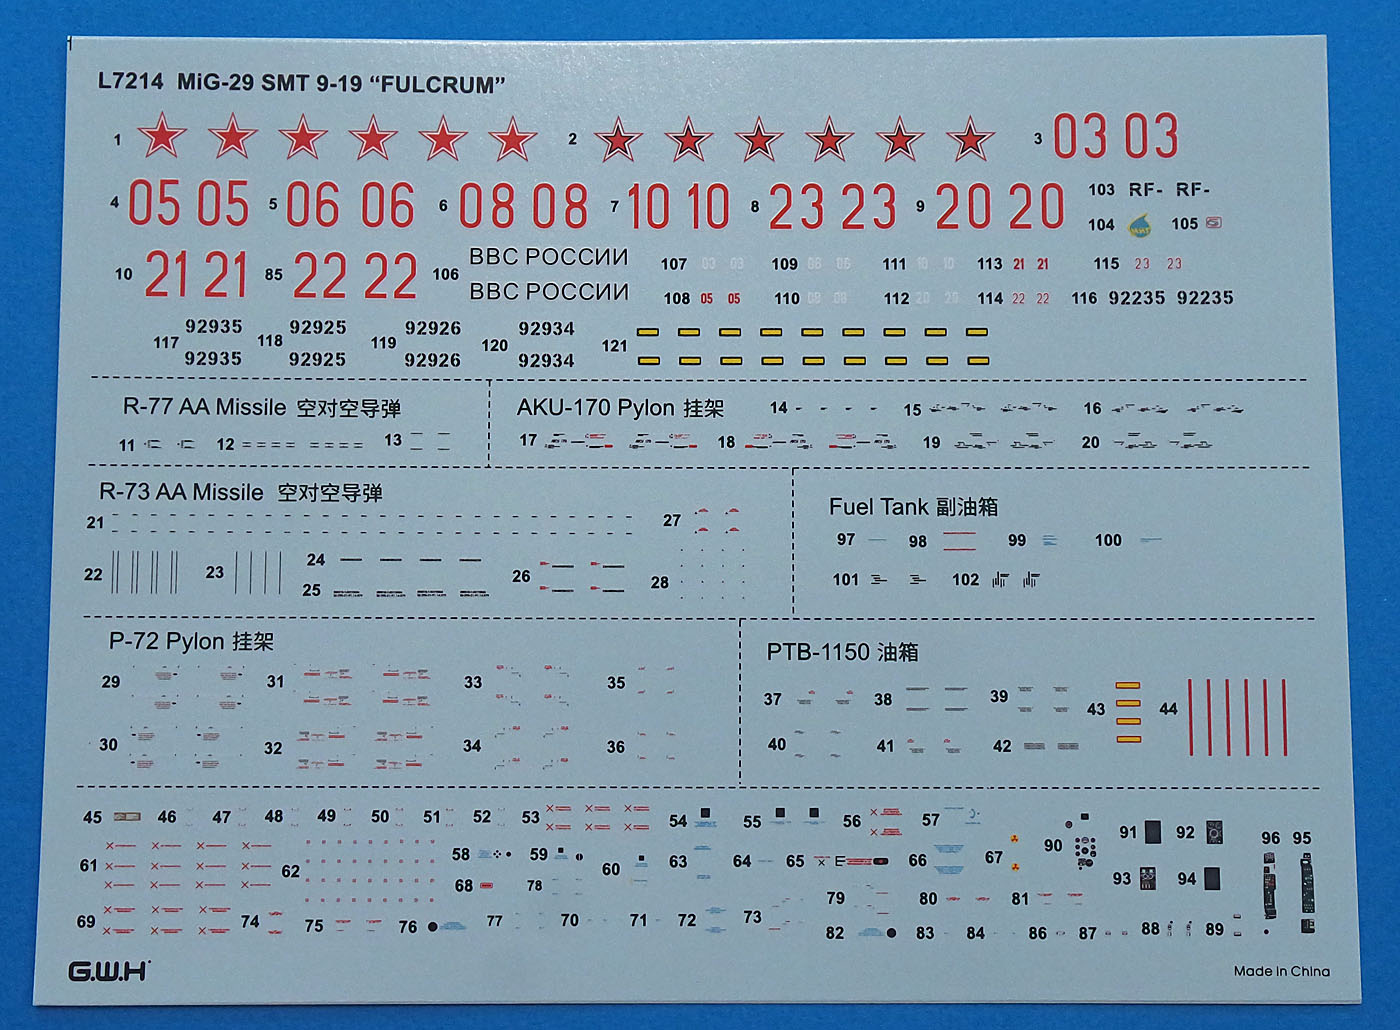 L7214 MiG-29 SMT 9-19 “FULCRUM”
1 2 3 03 03
4 05 05 5 06 06 6 08 08 7 10 10 8 23 23 9 20 20 103 RF- RF-
104 105
10 21 21 85 22 22 106 ВВС РОССИИ
ВВС РОССИИ
107 03 03 109 06 06 111 10 10 113 21 21 115 23 23
108 05 05 110 08 08 112 20 20 114 22 22 116 92235 92235
117 92935 118 92925 119 92926 120 92934 121
92935 92925 92926 92934
R-77 AA Missile 空对空导弹
11 12 13
AKU-170 Pylon 挂架 14 15 16
17 18 19 20
R-73 AA Missile 空对空导弹
21 27
22 23 24 25 26 28
Fuel Tank 副油箱
97 98 99 100
101 102
P-72 Pylon 挂架
29 31 33 35
30 32 34 36
PTB-1150 油箱
37 38 39 43 44
40 41 42
45 46 47 48 49 50 51 52 53 54 55 56 57
58 59 60 61 62 63 64 65 66 67 90 91 92 96 95
68 78 79 80 81 93 94
69 74 75 76 77 70 71 72 73 82 83 84 86 87 88 89
G.W.H
Made in China